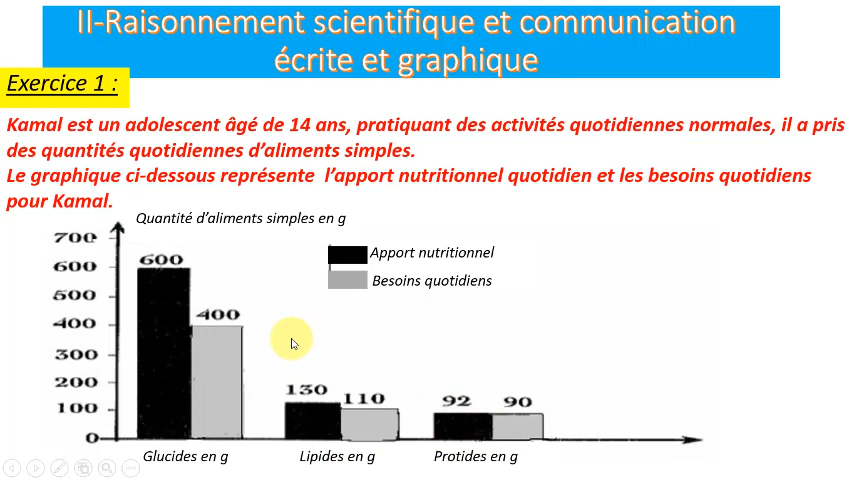 II-Raisonnement scientifique et communication
écrite et graphique
Exercice 1 :
Kamal est un adolescent âgé de 14 ans, pratiquant des activités quotidiennes normales, il a pris
des quantités quotidiennes d’aliments simples.
Le graphique ci-dessous représente l’apport nutritionnel quotidien et les besoins quotidiens
pour Kamal.
Quantité d’aliments simples en g
700
600
500
400
300
200
100
0
600
400
130
110
92
90
Apport nutritionnel
Besoins quotidiens
Glucides en g
Lipides en g
Protides en g